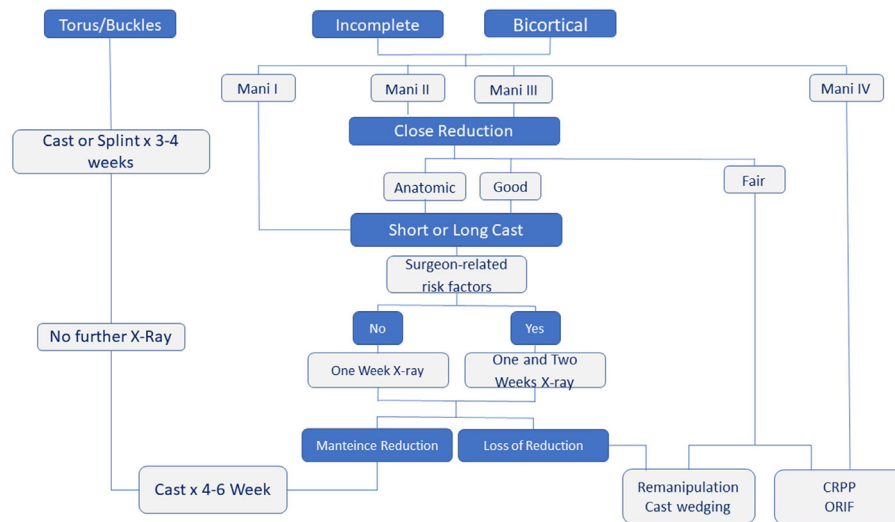 Torus/Buckles
Incomplete
Bicortical
Mani I
Mani II
Mani III
Mani IV
Close Reduction
Cast or Splint x 3-4
weeks
Anatomic
Good
Fair
Short or Long Cast
Surgeon-related
risk factors
No
Yes
No further X-Ray
One Week X-ray
One and Two
Weeks X-ray
Manteince Reduction
Loss of Reduction
Cast x 4-6 Week
Remanipulation
Cast wedging
CRPP
ORIF